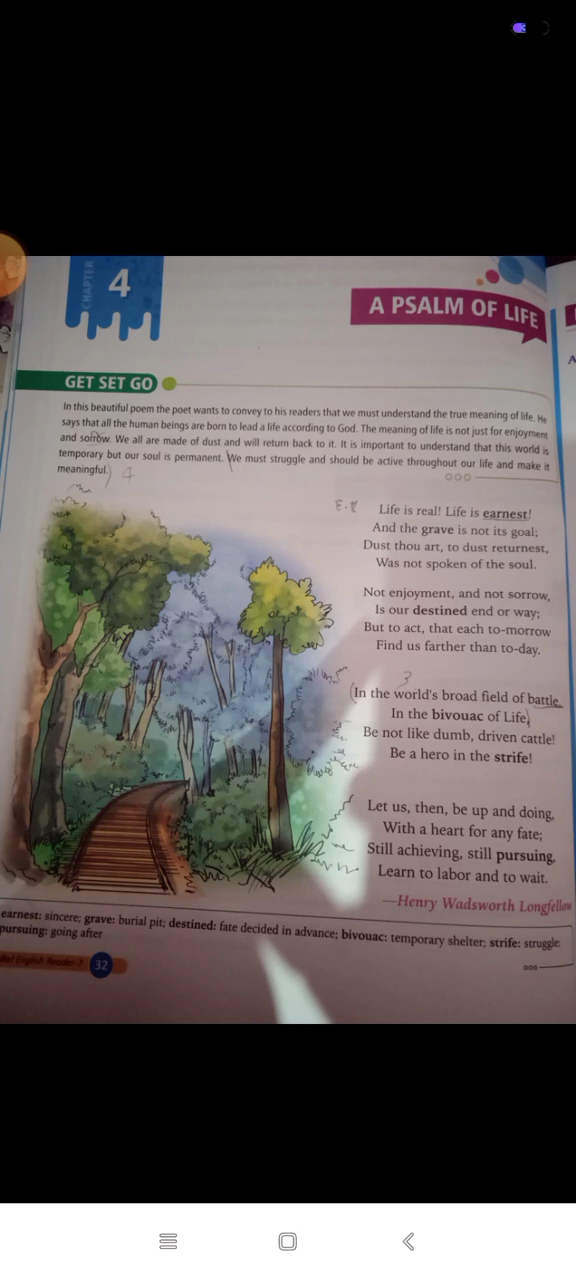 CHAPTER
4
A PSALM OF LIFE
GET SET GO
In this beautiful poem the poet wants to convey to his readers that we must understand the true meaning of life. He
says that all the human beings are born to lead a life according to God. The meaning of life is not just for enjoyment
and sorrow. We all are made of dust and will return back to it. It is important to understand that this world is
temporary but our soul is permanent. We must struggle and should be active throughout our life and make it
meaningful.
4
Life is real! Life is earnest!
And the grave is not its goal;
Dust thou art, to dust returnest,
Was not spoken of the soul.
Not enjoyment, and not sorrow,
Is our destined end or way;
But to act, that each to-morrow
Find us farther than to-day.
3
(In the world's broad field of battle,
In the bivouac of Life)
Be not like dumb, driven cattle!
Be a hero in the strife!
Let us, then, be up and doing,
With a heart for any fate;
Still achieving, still pursuing,
Learn to labor and to wait.
—Henry Wadsworth Longfellow
earnest: sincere; grave: burial pit; destined: fate decided in advance; bivouac: temporary shelter; strife: struggle;
pursuing: going after
English Reader-7
32
A